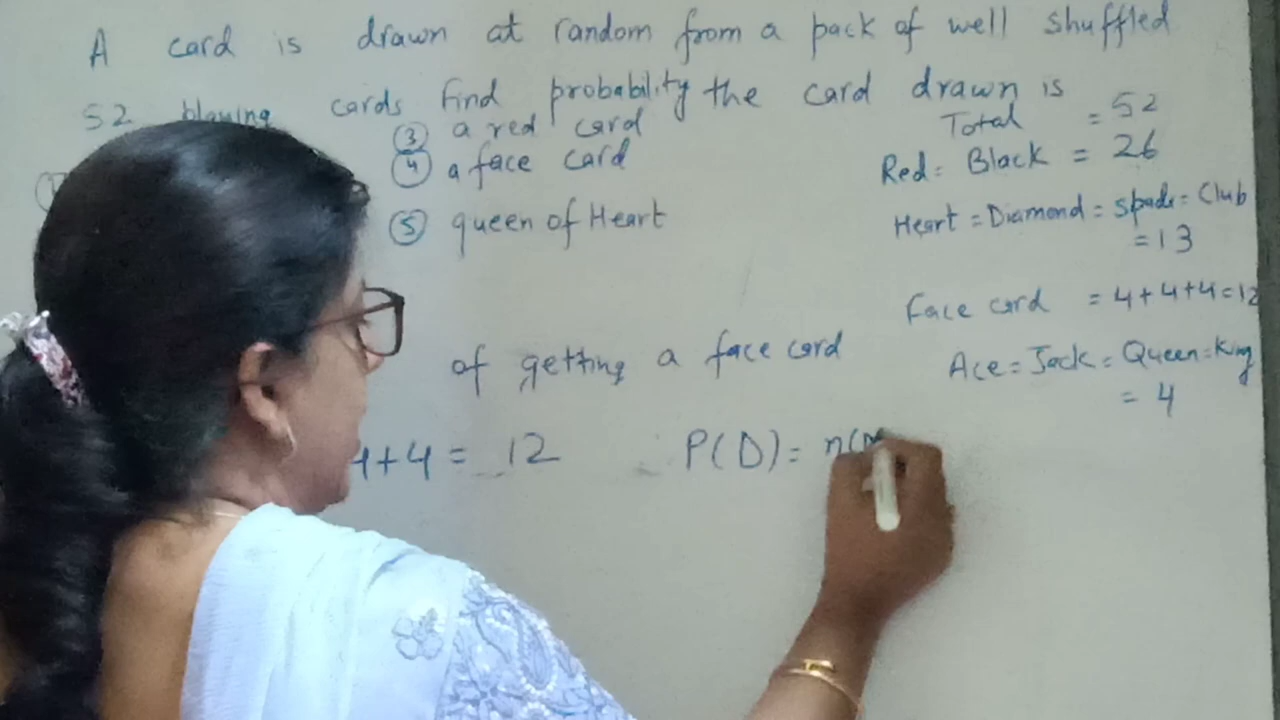 A card is drawn at random from a pack of well shuffled
52 playing cards find probability the card drawn is
③ a red card
④ a face card
⑤ queen of Heart
Total = 52
Red = Black = 26
Heart = Diamond = spade = Club
= 13
Face card = 4+4+4=12
Ace = Jack = Queen = King
= 4
of getting a face card
+4 = 12 P(D) = n(